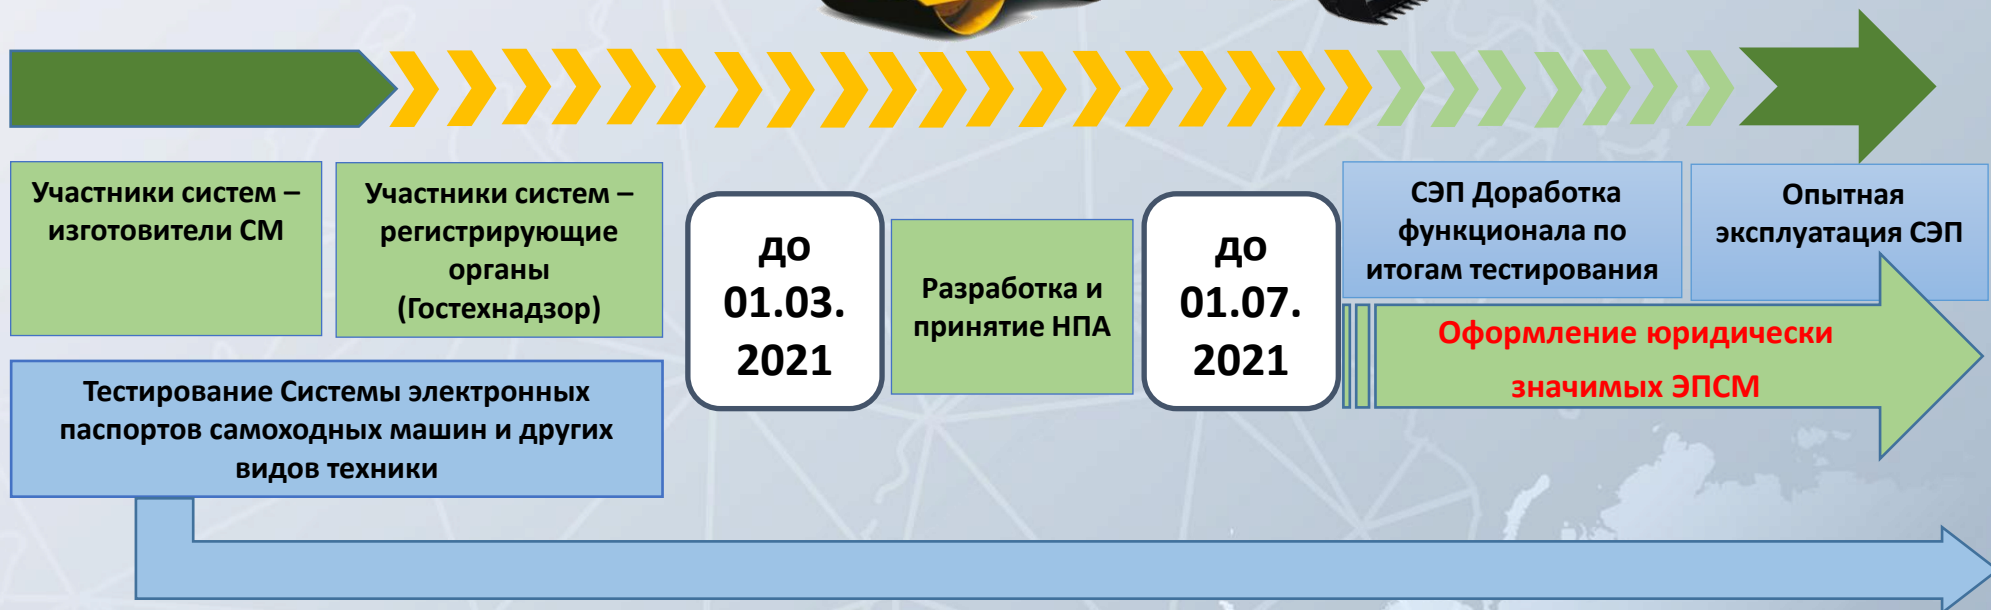 Участники систем –
изготовители СМ
Участники систем –
регистрирующие
органы
(Гостехнадзор)
до
01.03.
2021
Разработка и
принятие НПА
до
01.07.
2021
СЭП Доработка
функционала по
итогам тестирования
Опытная
эксплуатация СЭП
Оформление юридически
значимых ЭПСМ
Тестирование Системы электронных
паспортов самоходных машин и других
видов техники